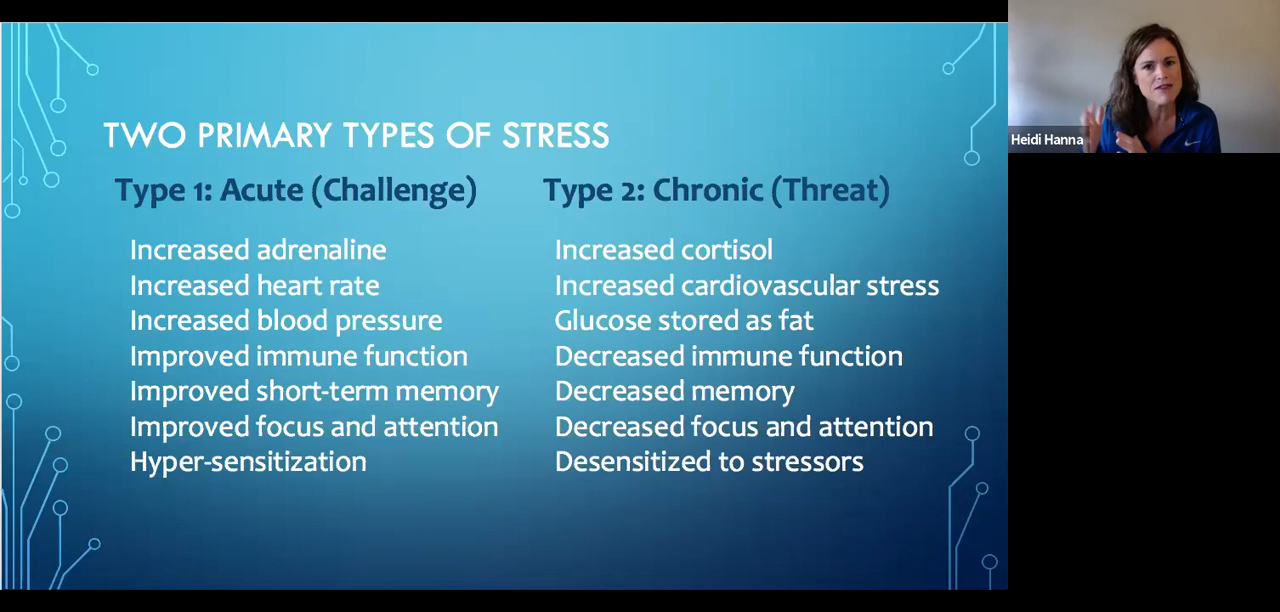 TWO PRIMARY TYPES OF STRESS
Type 1: Acute (Challenge)
Increased adrenaline
Increased heart rate
Increased blood pressure
Improved immune function
Improved short-term memory
Improved focus and attention
Hyper-sensitization
Type 2: Chronic (Threat)
Increased cortisol
Increased cardiovascular stress
Glucose stored as fat
Decreased immune function
Decreased memory
Decreased focus and attention
Desensitized to stressors
Heidi Hanna